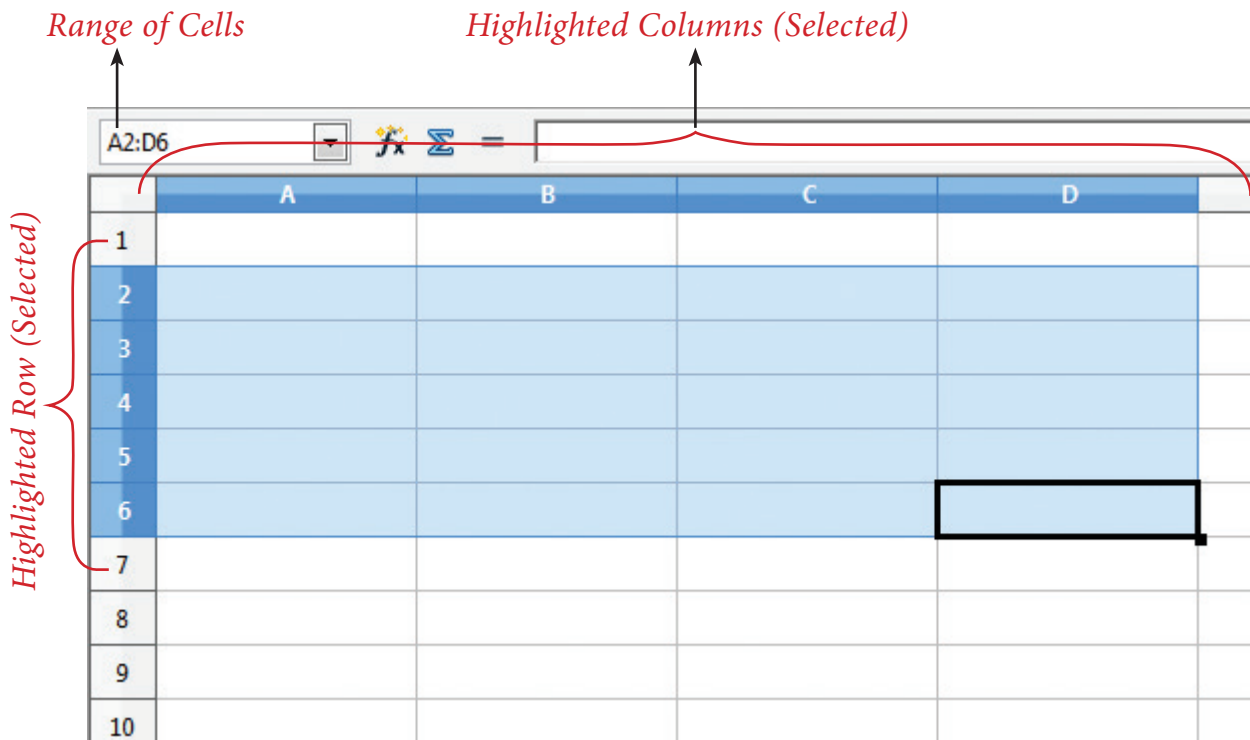 Range of Cells
Highlighted Columns (Selected)
A2:D6
fx Σ =
A B C D
Highlighted Row (Selected)
1
2
3
4
5
6
7
8
9
10